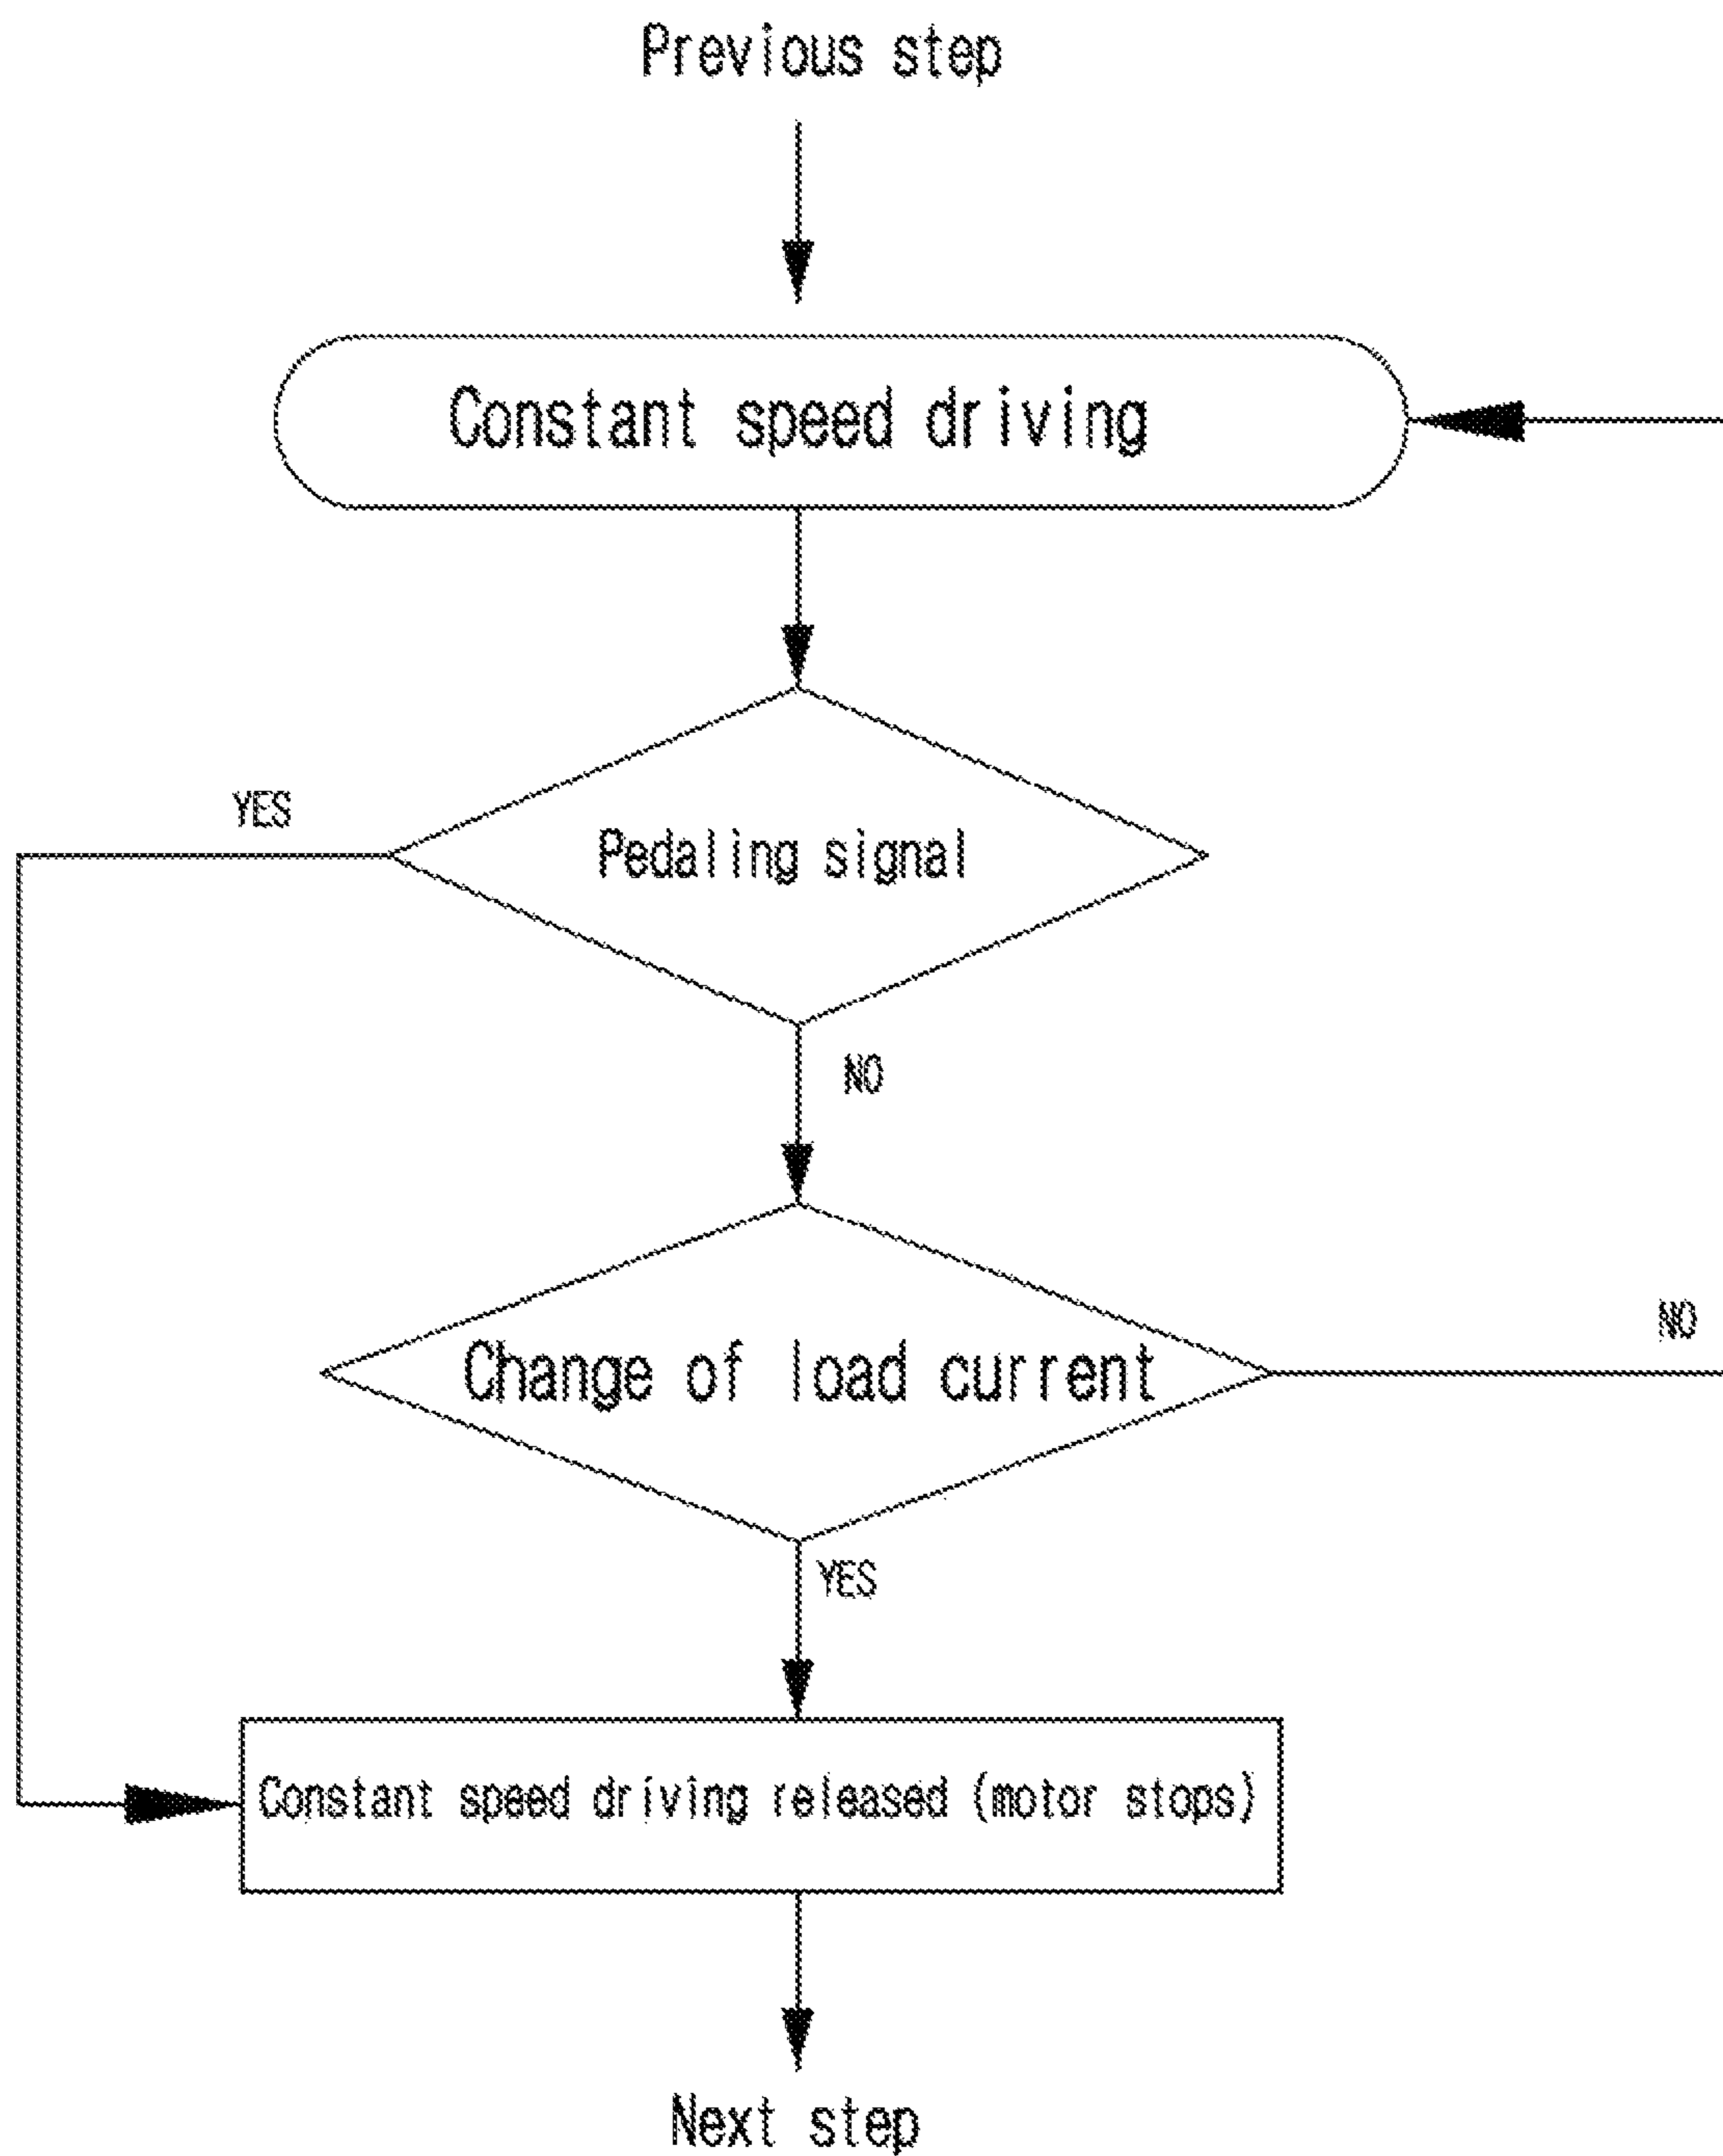 Previous step
Constant speed driving
YES
Pedaling signal
NO
Change of load current
NO
YES
Constant speed driving released (motor stops)
Next step